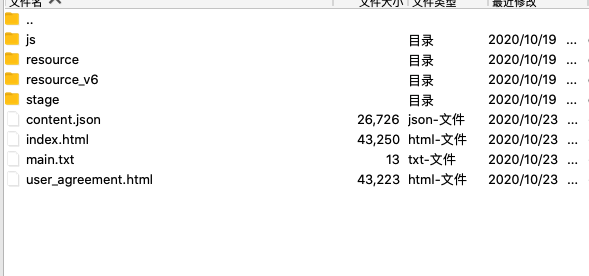 文件名 文件大小 文件类型 最近修改
..
js 目录 2020/10/19 ...
resource 目录 2020/10/19 ...
resource_v6 目录 2020/10/19 ...
stage 目录 2020/10/19 ...
content.json 26,726 json-文件 2020/10/23 ...
index.html 43,250 html-文件 2020/10/23 ...
main.txt 13 txt-文件 2020/10/23 ...
user_agreement.html 43,223 html-文件 2020/10/23 ...